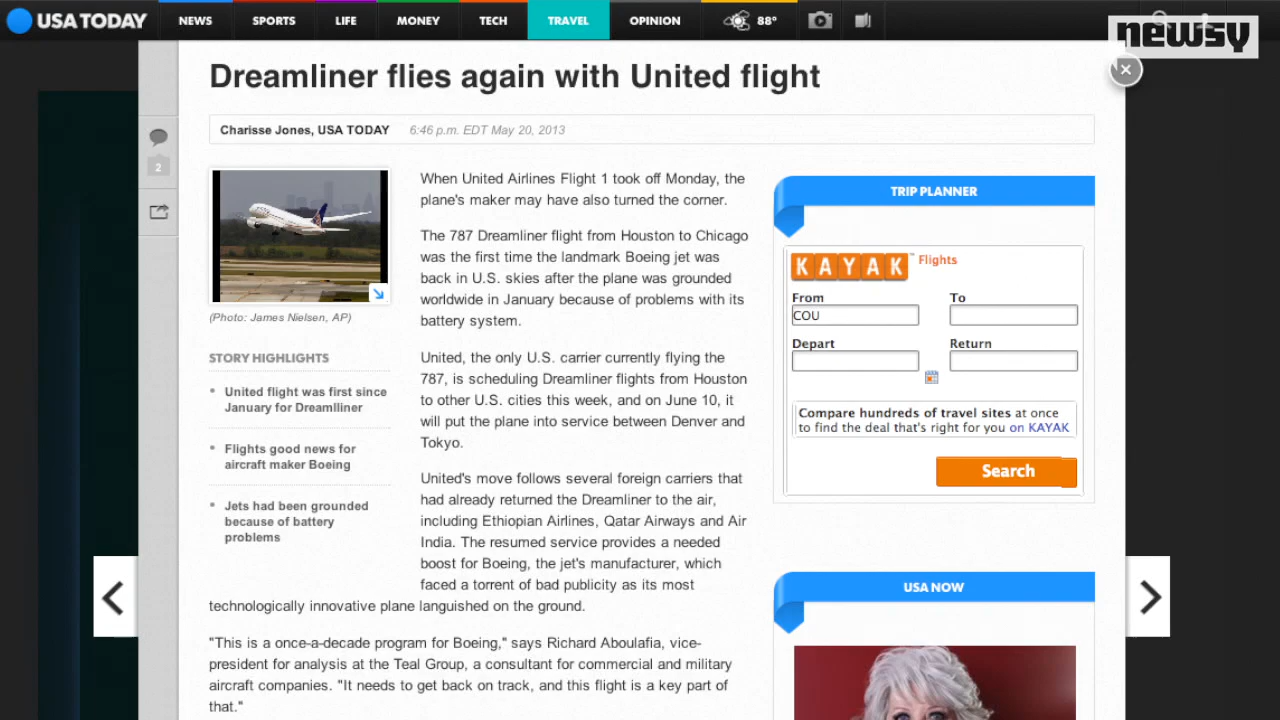 USA TODAY
NEWS
SPORTS
LIFE
MONEY
TECH
TRAVEL
OPINION
88°
newsy
Dreamliner flies again with United flight
Charisse Jones, USA TODAY 6:46 p.m. EDT May 20, 2013
2
(Photo: James Nielsen, AP)
STORY HIGHLIGHTS
United flight was first since
January for Dreamlliner
Flights good news for
aircraft maker Boeing
Jets had been grounded
because of battery
problems
When United Airlines Flight 1 took off Monday, the
plane's maker may have also turned the corner.
The 787 Dreamliner flight from Houston to Chicago
was the first time the landmark Boeing jet was
back in U.S. skies after the plane was grounded
worldwide in January because of problems with its
battery system.
United, the only U.S. carrier currently flying the
787, is scheduling Dreamliner flights from Houston
to other U.S. cities this week, and on June 10, it
will put the plane into service between Denver and
Tokyo.
United's move follows several foreign carriers that
had already returned the Dreamliner to the air,
including Ethiopian Airlines, Qatar Airways and Air
India. The resumed service provides a needed
boost for Boeing, the jet's manufacturer, which
faced a torrent of bad publicity as its most
technologically innovative plane languished on the ground.
"This is a once-a-decade program for Boeing," says Richard Aboulafia, vice-
president for analysis at the Teal Group, a consultant for commercial and military
aircraft companies. "It needs to get back on track, and this flight is a key part of
that."
TRIP PLANNER
KAYAK™ Flights
From
To
COU
Depart
Return
Compare hundreds of travel sites at once
to find the deal that's right for you on KAYAK
Search
USA NOW